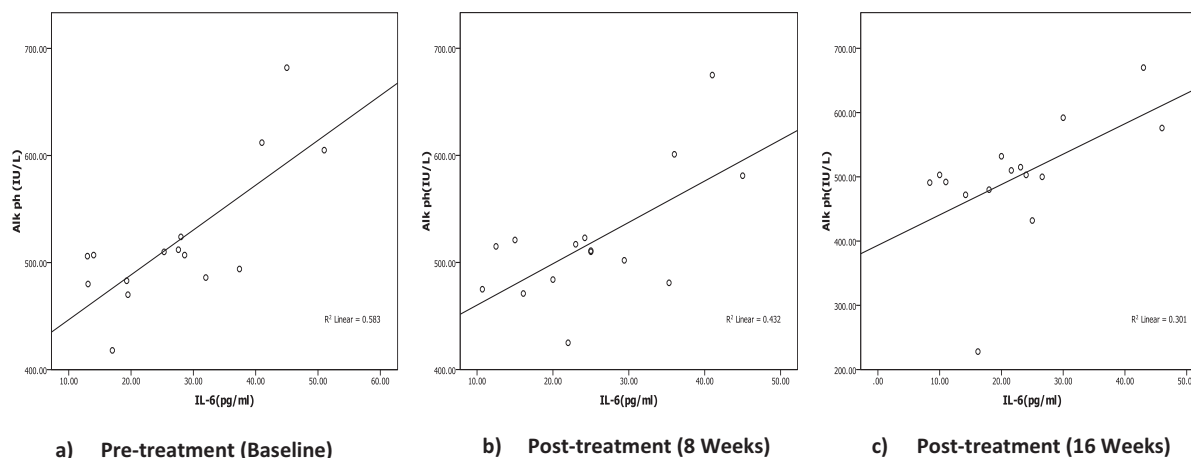 700.00
600.00
500.00
400.00
Alk ph (IU/L)
10.00 20.00 30.00 40.00 50.00 60.00
IL-6(pg/ml)
R² Linear = 0.583
a) Pre-treatment (Baseline)
700.00
600.00
500.00
400.00
Alk ph(IU/L)
10.00 20.00 30.00 40.00 50.00
IL-6(pg/ml)
R² Linear = 0.432
b) Post-treatment (8 Weeks)
700.00
600.00
500.00
400.00
300.00
200.00
Alk ph(IU/L)
.00 10.00 20.00 30.00 40.00 50.0
IL-6(pg/ml)
R² Linear = 0.301
c) Post-treatment (16 Weeks)